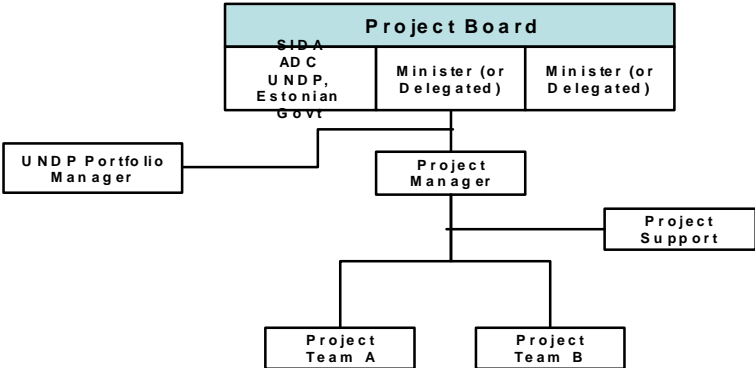 Project Board
SIDA
ADC
UNDP,
Estonian
Govt
Minister (or
Delegated)
Minister (or
Delegated)
UNDP Portfolio
Manager
Project
Manager
Project
Support
Project
Team A
Project
Team B